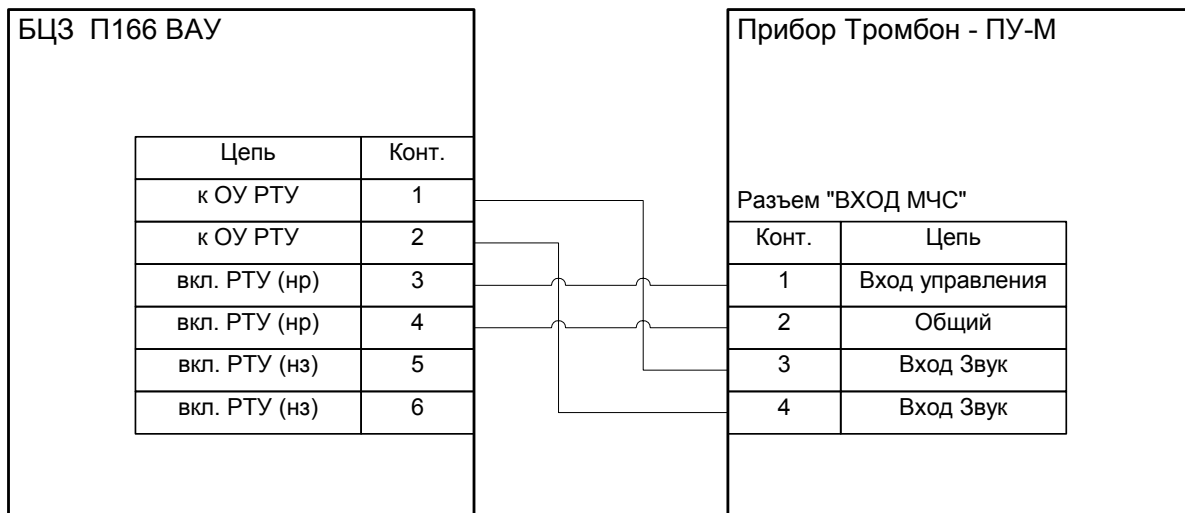 БЦЗ П166 ВАУ
Цепь Конт.
к ОУ РТУ 1
к ОУ РТУ 2
вкл. РТУ (нр) 3
вкл. РТУ (нр) 4
вкл. РТУ (нз) 5
вкл. РТУ (нз) 6
Прибор Тромбон - ПУ-М
Разъем "ВХОД МЧС"
Конт. Цепь
1 Вход управления
2 Общий
3 Вход Звук
4 Вход Звук